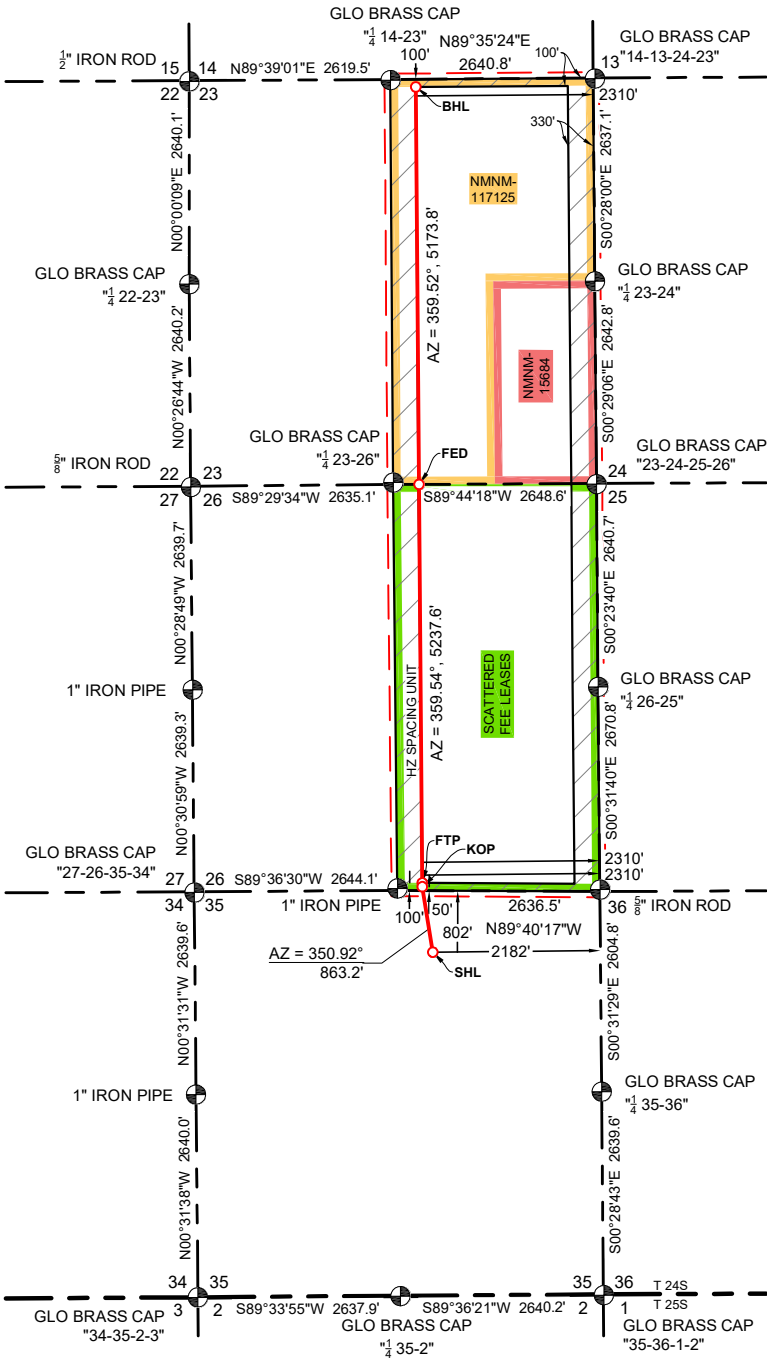 GLO BRASS CAP
"1/4 14-23"
GLO BRASS CAP
"14-13-24-23"
1/2" IRON ROD
15 14
22 23
N89°39'01"E 2619.5'
100'
N89°35'24"E
2640.8'
100'
13
2310'
BHL
330'
N00°00'09"E 2640.1'
S00°28'00"E 2637.1'
NMNM-
117125
AZ = 359.52°, 5173.8'
GLO BRASS CAP
"1/4 22-23"
GLO BRASS CAP
"1/4 23-24"
N00°26'44"W 2640.2'
NMNM-
15684
S00°29'06"E 2642.8'
GLO BRASS CAP
"1/4 23-26"
5/8" IRON ROD
22 23
27 26
S89°29'34"W 2635.1'
FED
S89°44'18"W 2648.6'
24
25
GLO BRASS CAP
"23-24-25-26"
N00°28'49"W 2639.7'
S00°23'40"E 2640.7'
HZ SPACING UNIT
AZ = 359.54°, 5237.6'
SCATTERED
FEE LEASES
1" IRON PIPE
GLO BRASS CAP
"1/4 26-25"
N00°30'59"W 2639.3'
S00°31'40"E 2670.8'
GLO BRASS CAP
"27-26-35-34"
27 26
34 35
S89°36'30"W 2644.1'
FTP
KOP
2310'
2310'
1" IRON PIPE
100'
50'
2636.5'
36
5/8" IRON ROD
802'
N89°40'17"W
2182'
AZ = 350.92°
863.2'
SHL
N00°31'31"W 2639.6'
S00°31'29"E 2604.8'
1" IRON PIPE
GLO BRASS CAP
"1/4 35-36"
N00°31'38"W 2640.0'
S00°28'43"E 2639.6'
34 35
3 2
S89°33'55"W 2637.9'
S89°36'21"W 2640.2'
35 36
2 1
T 24S
T 25S
GLO BRASS CAP
"34-35-2-3"
GLO BRASS CAP
"1/4 35-2"
GLO BRASS CAP
"35-36-1-2"